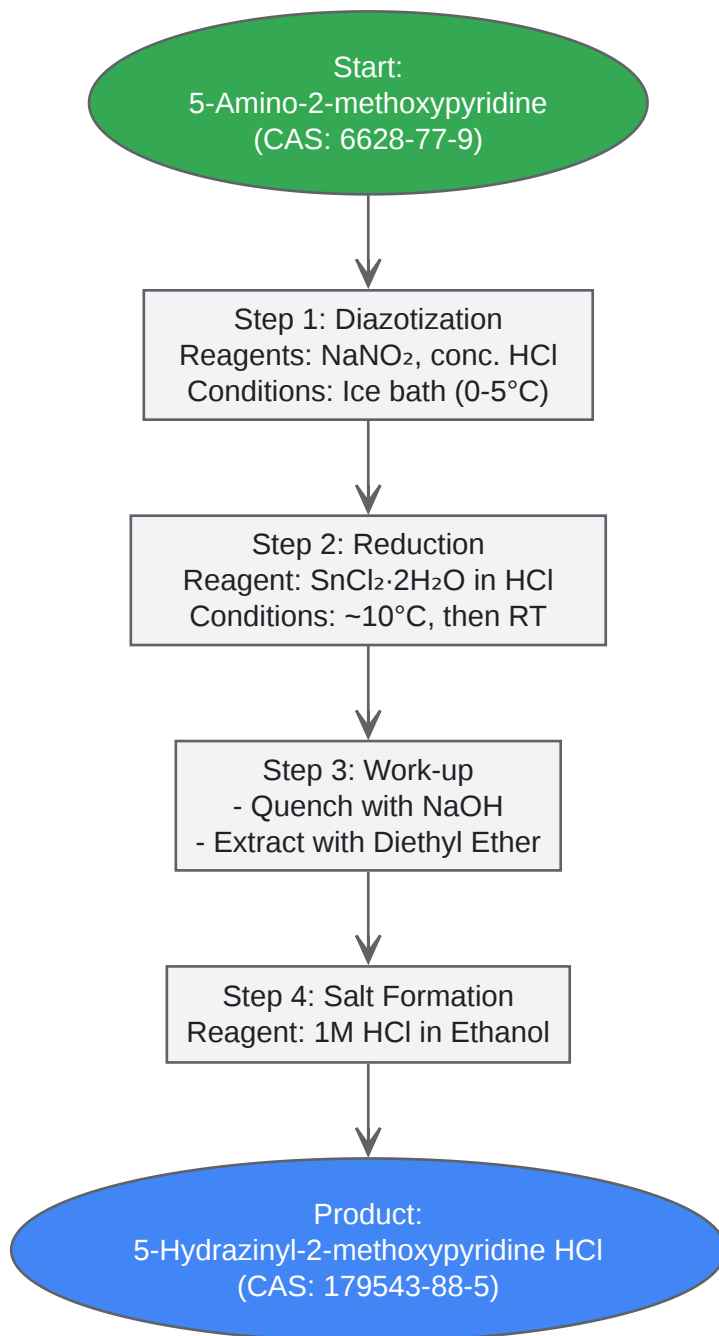 Start:
5-Amino-2-methoxypyridine
(CAS: 6628-77-9)
Step 1: Diazotization
Reagents: NaNO₂, conc. HCl
Conditions: Ice bath (0-5°C)
Step 2: Reduction
Reagent: SnCl₂·2H₂O in HCl
Conditions: ~10°C, then RT
Step 3: Work-up
- Quench with NaOH
- Extract with Diethyl Ether
Step 4: Salt Formation
Reagent: 1M HCl in Ethanol
Product:
5-Hydrazinyl-2-methoxypyridine HCl
(CAS: 179543-88-5)